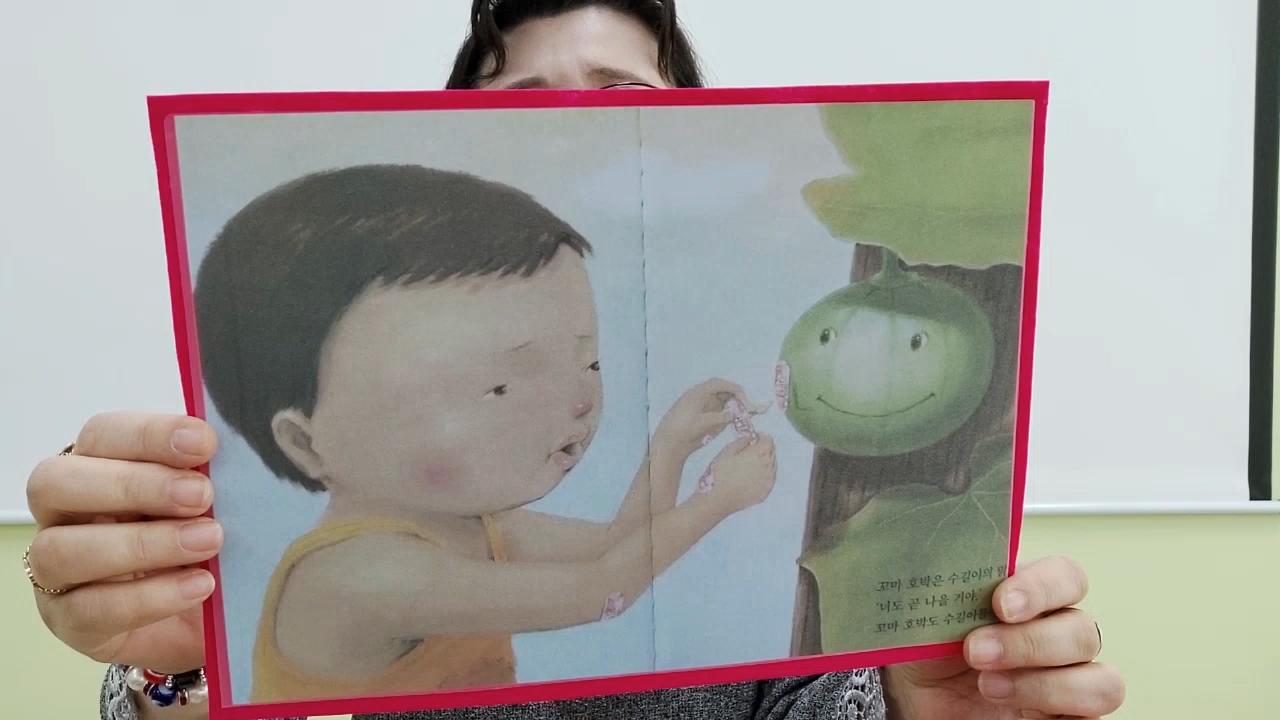 꼬마 호박은 수길이의
'너도 곧 나을 거야.
꼬마 호박도 수길이를